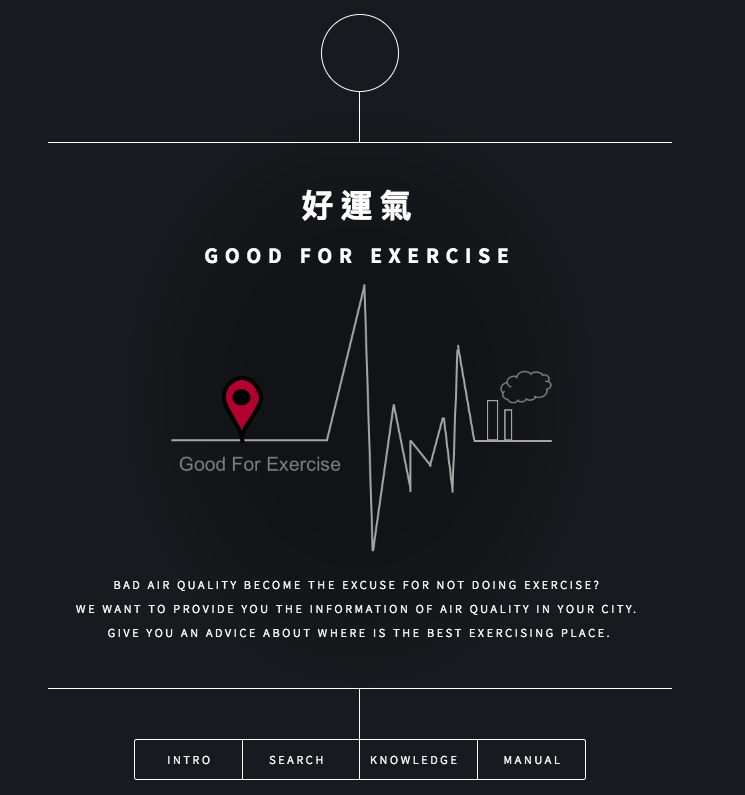 好運氣
GOOD FOR EXERCISE
Good For Exercise
BAD AIR QUALITY BECOME THE EXCUSE FOR NOT DOING EXERCISE?
WE WANT TO PROVIDE YOU THE INFORMATION OF AIR QUALITY IN YOUR CITY.
GIVE YOU AN ADVICE ABOUT WHERE IS THE BEST EXERCISING PLACE.
INTRO SEARCH KNOWLEDGE MANUAL